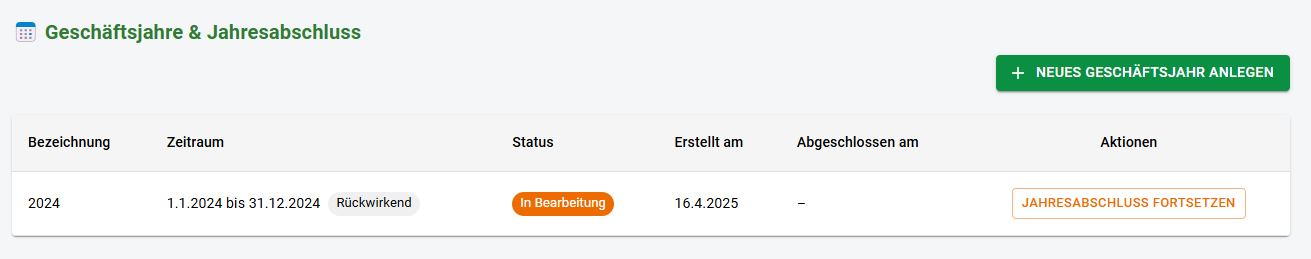 Geschäftsjahre & Jahresabschluss
+ NEUES GESCHÄFTSJAHR ANLEGEN
Bezeichnung Zeitraum Status Erstellt am Abgeschlossen am Aktionen
2024 1.1.2024 bis 31.12.2024 Rückwirkend In Bearbeitung 16.4.2025 – JAHRESABSCHLUSS FORTSETZEN